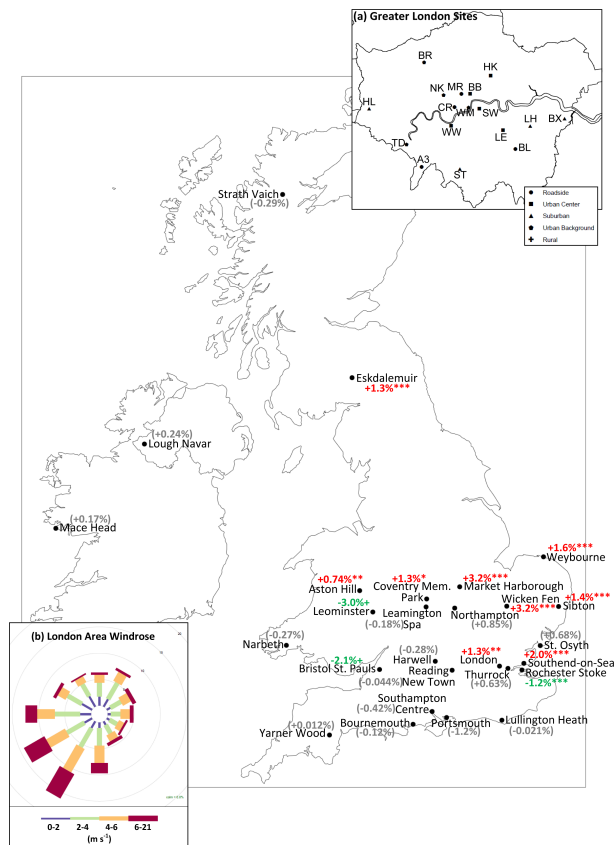 (a) Greater London Sites
BR
HK
NK MR BB
HL
CR WM SW
LH BX
WW
LE
TD
BL
A3
ST
Roadside
Urban Center
Suburban
Urban Background
Rural
Strath Vaich
(-0.29%)
Eskdalemuir
+1.3%***
(+0.24%)
Lough Navar
(+0.17%)
Mace Head
+1.6%***
Weybourne
+0.74%**
Aston Hill
+1.3%*
Coventry Mem.
Park
+3.2%***
Market Harborough
Wicken Fen
+3.2%***
+1.4%***
Sibton
-3.0%+
Leominster
(-0.18%)
Leamington
Spa
Northampton
(+0.85%)
(-0.27%)
Narbeth
(+0.68%)
St. Osyth
-2.1%+
Bristol St. Pauls
(-0.044%)
(-0.28%)
Harwell
Reading
New Town
+1.3%**
London
Thurrock
(+0.63%)
+2.0%***
Southend-on-Sea
Rochester Stoke
-1.2%***
Southampton
Centre
(-0.42%)
(+0.012%)
Yarner Wood
Bournemouth
(-0.12%)
Portsmouth
(-1.2%)
Lullington Heath
(-0.021%)
(b) London Area Windrose
20
0-2 2-4 4-6 6-21
(m s⁻¹)